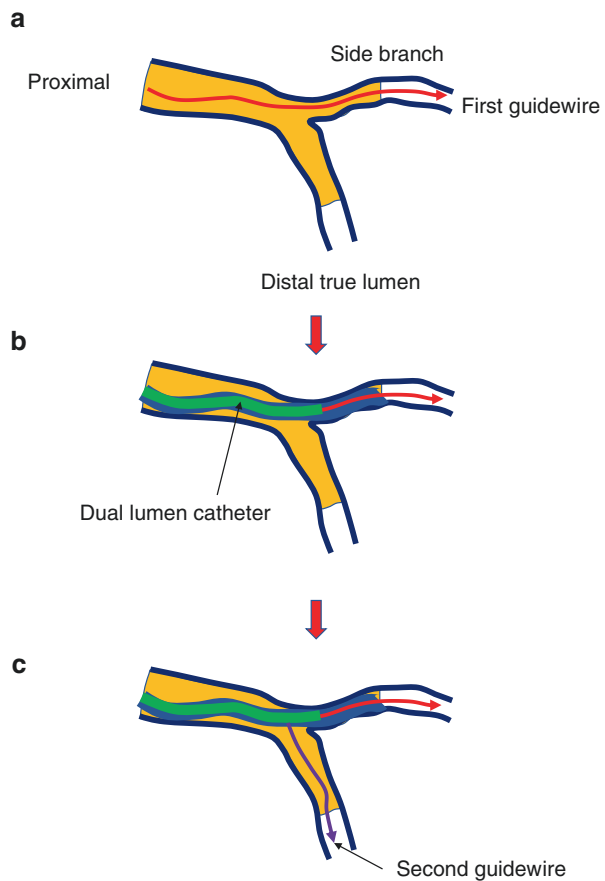 a
Side branch
Proximal
First guidewire
Distal true lumen
b
Dual lumen catheter
c
Second guidewire